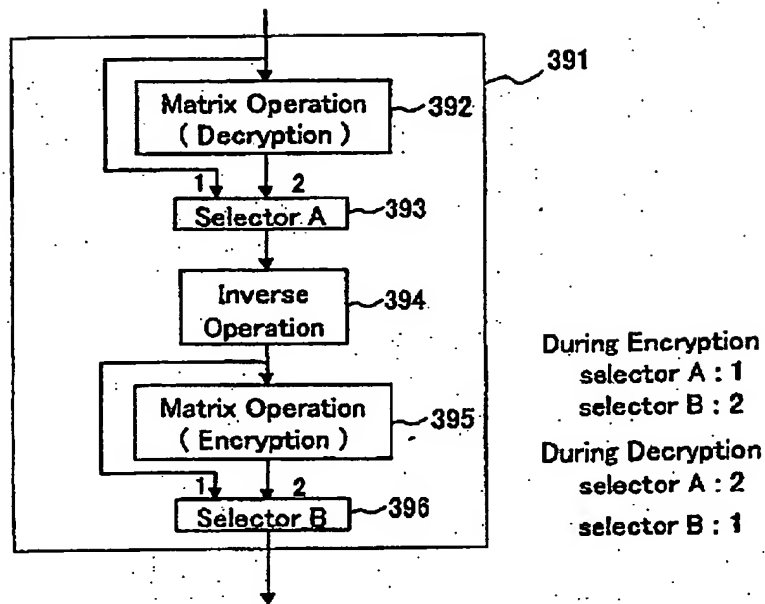 391
Matrix Operation
( Decryption )
392
1 2
Selector A
393
Inverse
Operation
394
Matrix Operation
( Encryption )
395
1 2
Selector B
396
During Encryption
selector A : 1
selector B : 2
During Decryption
selector A : 2
selector B : 1